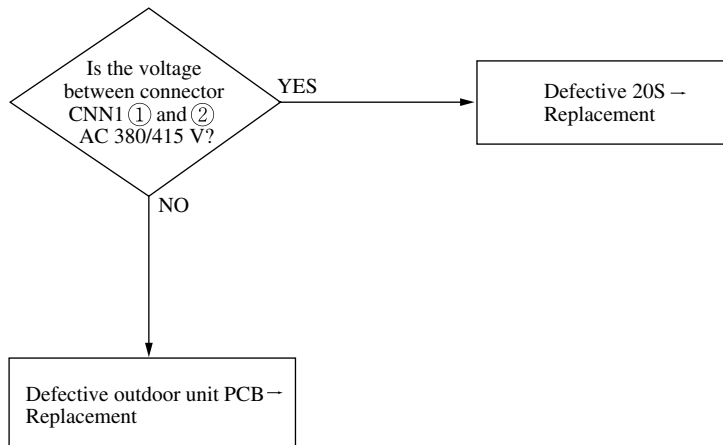 Is the voltage
between connector
CNN1 ① and ②
AC 380/415 V?
YES
Defective 20S →
Replacement
NO
Defective outdoor unit PCB →
Replacement